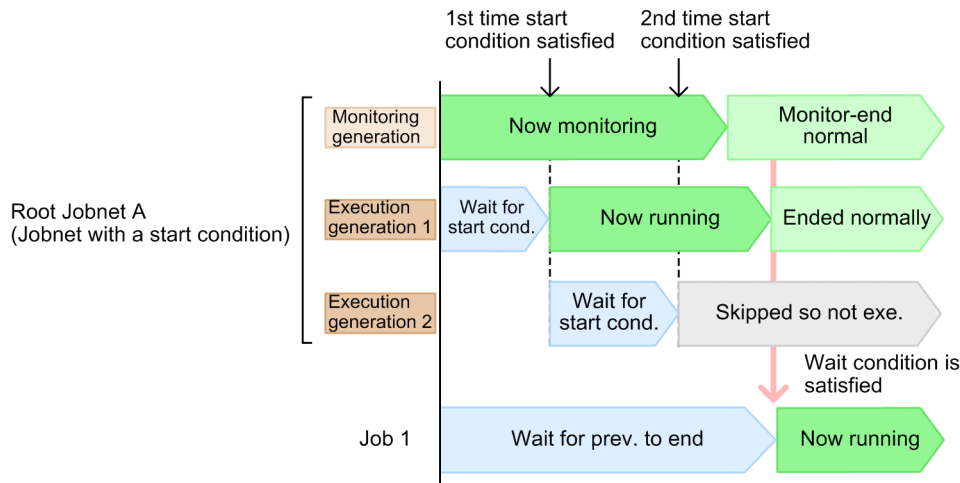 1st time start
condition satisfied
2nd time start
condition satisfied
Monitoring
generation
Now monitoring
Monitor-end
normal
Root Jobnet A
(Jobnet with a start condition)
Execution
generation 1
Wait for
start cond.
Now running
Ended normally
Execution
generation 2
Wait for
start cond.
Skipped so not exe.
Wait condition is
satisfied
Job 1
Wait for prev. to end
Now running